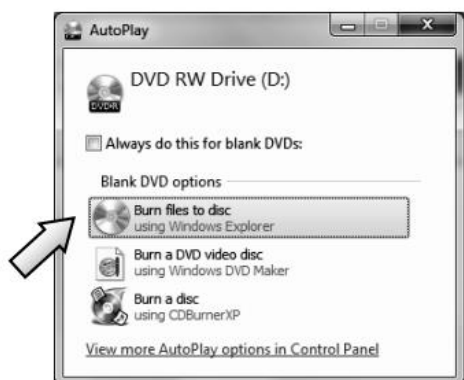 AutoPlay
DVD RW Drive (D:)
DVD-R
Always do this for blank DVDs:
Blank DVD options
Burn files to disc
using Windows Explorer
Burn a DVD video disc
using Windows DVD Maker
Burn a disc
using CDBurnerXP
View more AutoPlay options in Control Panel